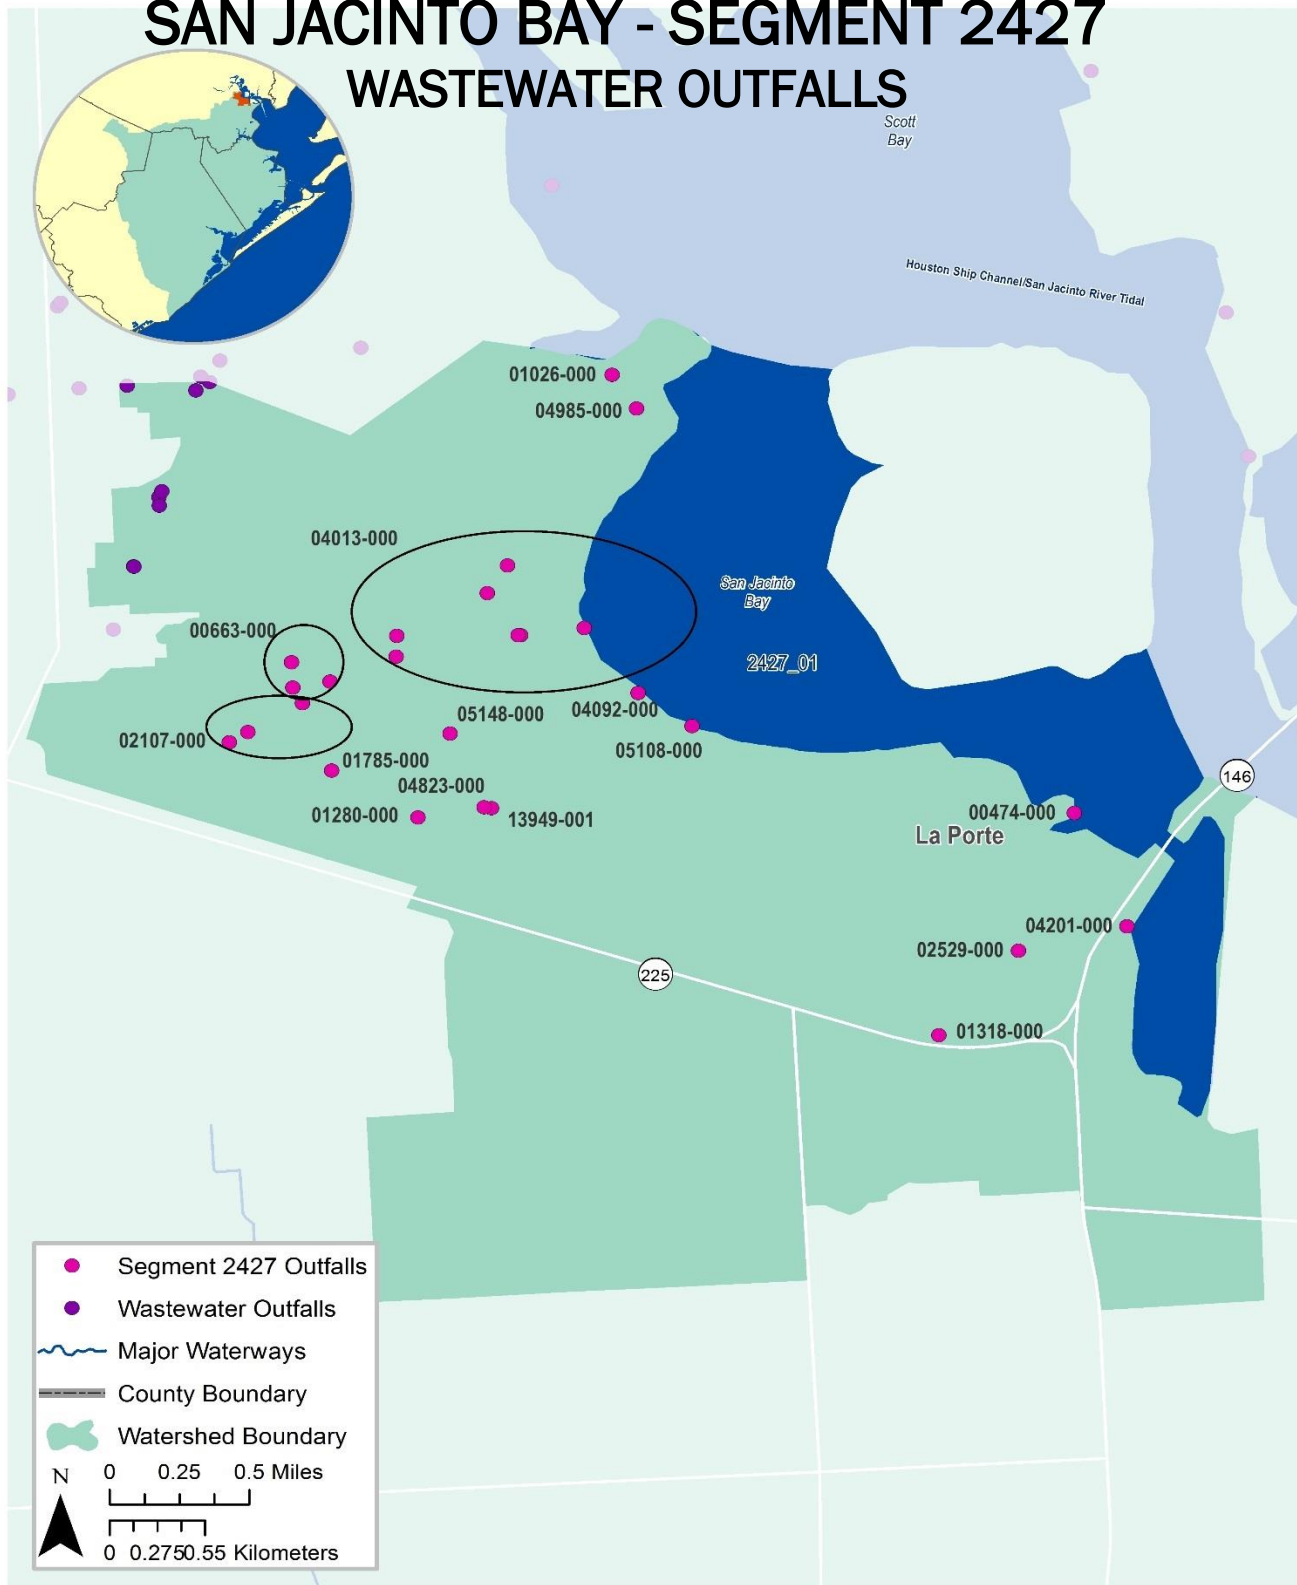 SAN JACINTO BAY - SEGMENT 2427
WASTEWATER OUTFALLS
Scott
Bay
Houston Ship Channel/San Jacinto River Tidal
01026-000
04985-000
04013-000
San Jacinto
Bay
00663-000
2427_01
05148-000
04092-000
02107-000
05108-000
01785-000
146
04823-000
01280-000
13949-001
00474-000
La Porte
04201-000
02529-000
225
01318-000
Segment 2427 Outfalls
Wastewater Outfalls
Major Waterways
County Boundary
Watershed Boundary
N
0 0.25 0.5 Miles
0 0.275 0.55 Kilometers